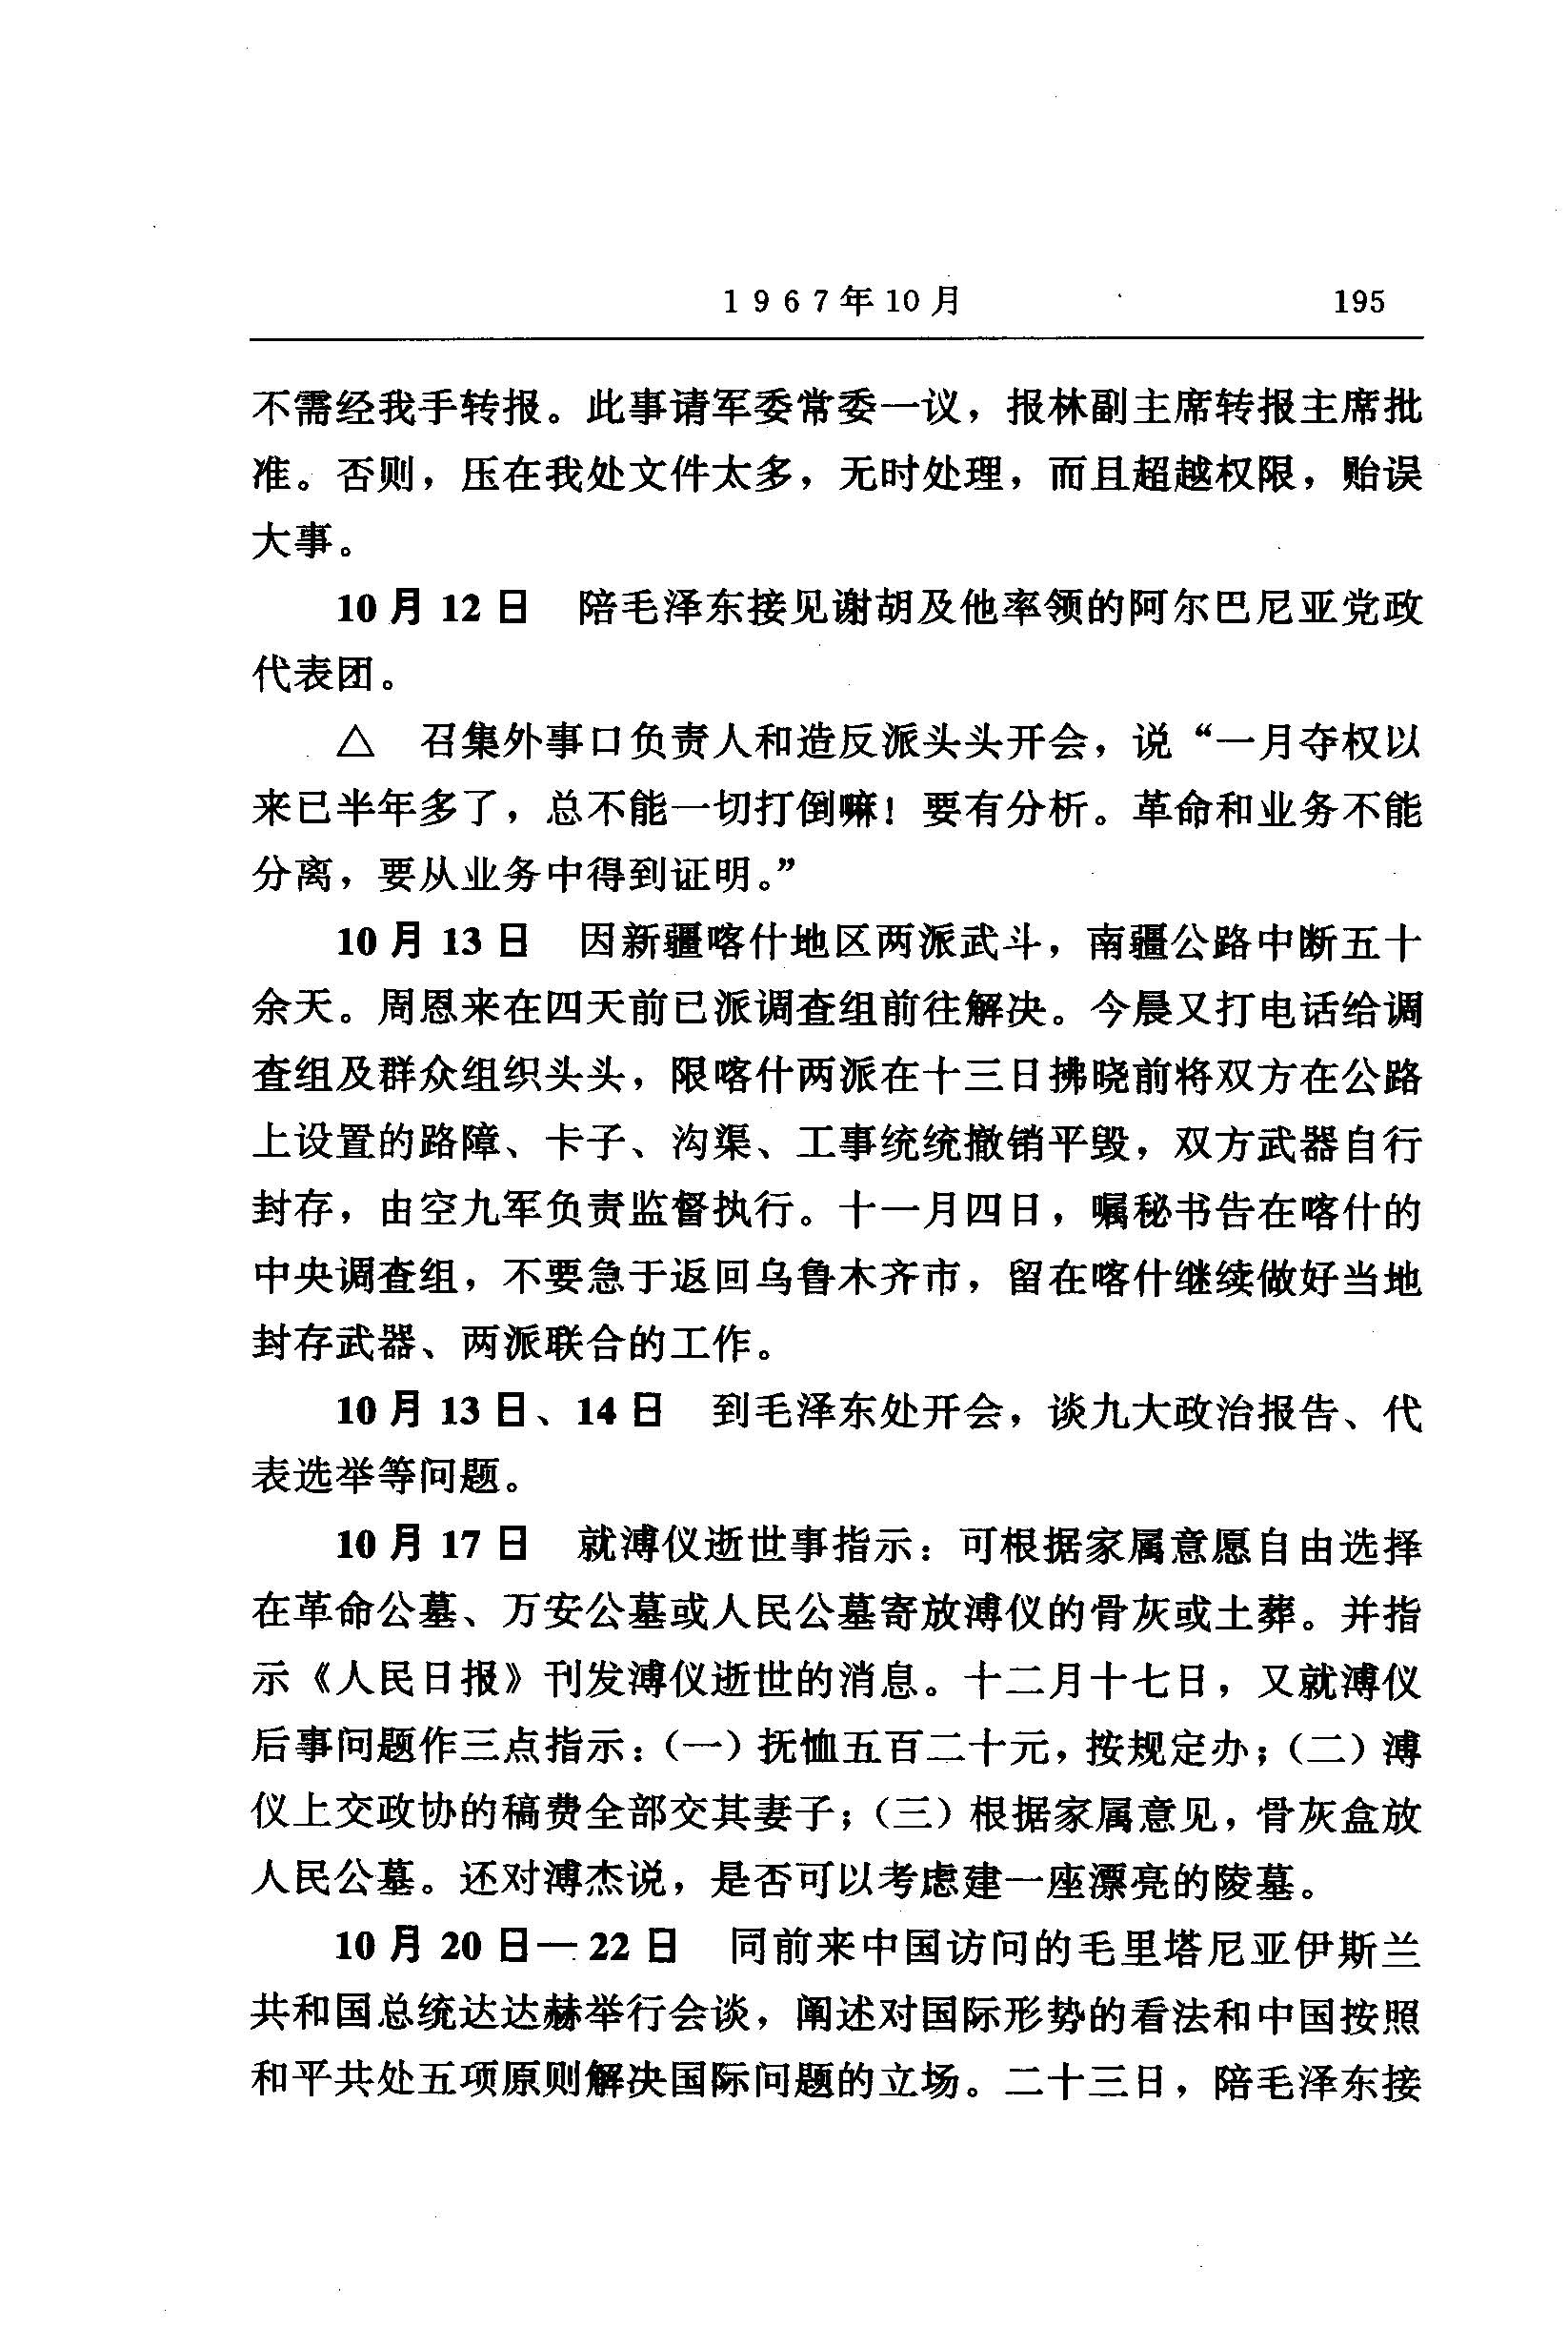 1967年10月 195
不需经我手转报。此事请军委常委一议，报林副主席转报主席批
准。否则，压在我处文件太多，无时处理，而且超越权限，贻误
大事。
10月12日 陪毛泽东接见谢胡及他率领的阿尔巴尼亚党政
代表团。
△ 召集外事口负责人和造反派头头开会，说“一月夺权以
来已半年多了，总不能一切打倒嘛！要有分析。革命和业务不能
分离，要从业务中得到证明。”
10月13日 因新疆喀什地区两派武斗，南疆公路中断五十
余天。周恩来在四天前已派调查组前往解决。今晨又打电话给调
查组及群众组织头头，限喀什两派在十三日拂晓前将双方在公路
上设置的路障、卡子、沟渠、工事统统撤销平毁，双方武器自行
封存，由空九军负责监督执行。十一月四日，嘱秘书告在喀什的
中央调查组，不要急于返回乌鲁木齐市，留在喀什继续做好当地
封存武器、两派联合的工作。
10月13日、14日 到毛泽东处开会，谈九大政治报告、代
表选举等问题。
10月17日 就溥仪逝世事指示：可根据家属意愿自由选择
在革命公墓、万安公墓或人民公墓寄放溥仪的骨灰或土葬。并指
示《人民日报》刊发溥仪逝世的消息。十二月十七日，又就溥仪
后事问题作三点指示：（一）抚恤五百二十元，按规定办；（二）溥
仪上交政协的稿费全部交其妻子；（三）根据家属意见，骨灰盒放
人民公墓。还对溥杰说，是否可以考虑建一座漂亮的陵墓。
10月20日—22日 同前来中国访问的毛里塔尼亚伊斯兰
共和国总统达达赫举行会谈，阐述对国际形势的看法和中国按照
和平共处五项原则解决国际问题的立场。二十三日，陪毛泽东接